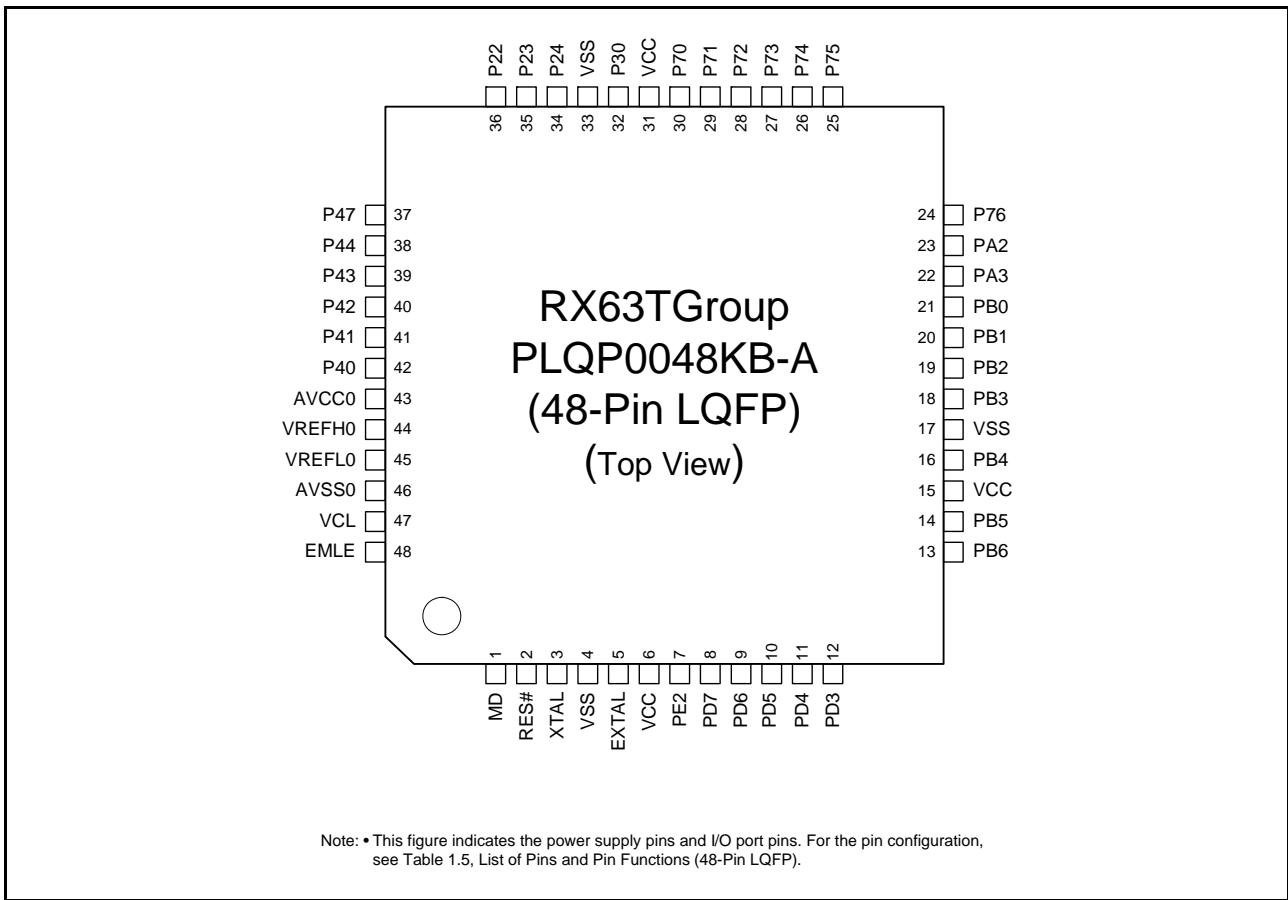 P22
P23
P24
VSS
P30
VCC
P70
P71
P72
P73
P74
P75
36
35
34
33
32
31
30
29
28
27
26
25
P47 37
P44 38
P43 39
P42 40
P41 41
P40 42
AVCC0 43
VREFH0 44
VREFL0 45
AVSS0 46
VCL 47
EMLE 48
RX63TGroup
PLQP0048KB-A
(48-Pin LQFP)
(Top View)
24 P76
23 PA2
22 PA3
21 PB0
20 PB1
19 PB2
18 PB3
17 VSS
16 PB4
15 VCC
14 PB5
13 PB6
1
2
3
4
5
6
7
8
9
10
11
12
MD
RES#
XTAL
VSS
EXTAL
VCC
PE2
PD7
PD6
PD5
PD4
PD3
Note: • This figure indicates the power supply pins and I/O port pins. For the pin configuration,
see Table 1.5, List of Pins and Pin Functions (48-Pin LQFP).